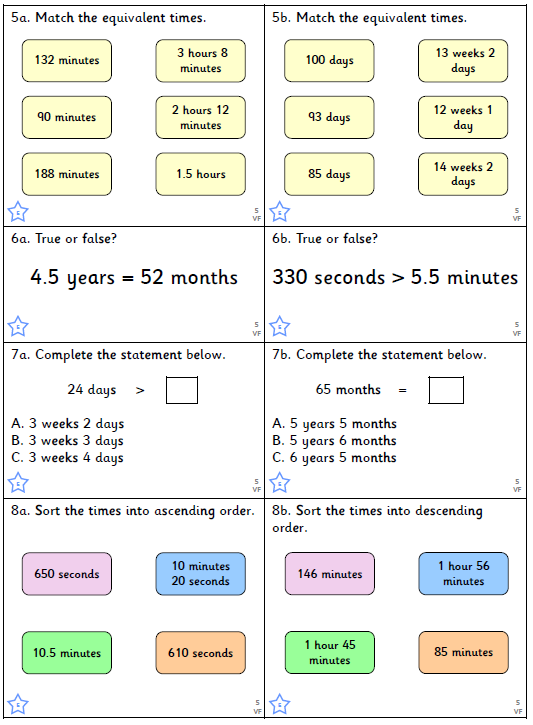 5a. Match the equivalent times.
132 minutes
3 hours 8
minutes
90 minutes
2 hours 12
minutes
188 minutes
1.5 hours
E
5
VF
5b. Match the equivalent times.
100 days
13 weeks 2
days
93 days
12 weeks 1
day
85 days
14 weeks 2
days
E
5
VF
6a. True or false?
4.5 years = 52 months
E
5
VF
6b. True or false?
330 seconds > 5.5 minutes
E
5
VF
7a. Complete the statement below.
24 days >
A. 3 weeks 2 days
B. 3 weeks 3 days
C. 3 weeks 4 days
E
5
VF
7b. Complete the statement below.
65 months =
A. 5 years 5 months
B. 5 years 6 months
C. 6 years 5 months
E
5
VF
8a. Sort the times into ascending order.
650 seconds
10 minutes
20 seconds
10.5 minutes
610 seconds
E
5
VF
8b. Sort the times into descending
order.
146 minutes
1 hour 56
minutes
1 hour 45
minutes
85 minutes
E
5
VF